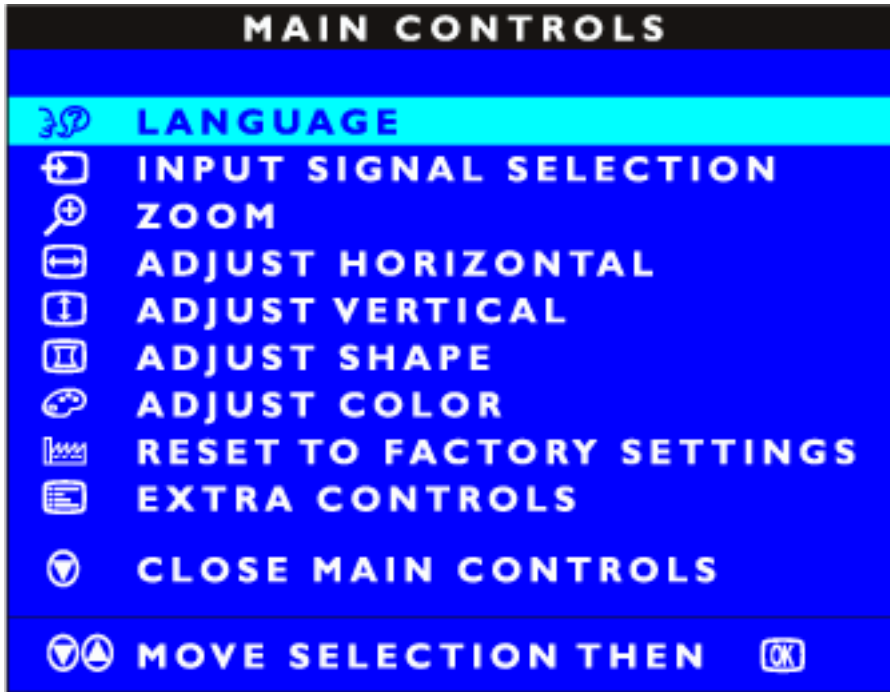 MAIN CONTROLS
LANGUAGE
INPUT SIGNAL SELECTION
ZOOM
ADJUST HORIZONTAL
ADJUST VERTICAL
ADJUST SHAPE
ADJUST COLOR
RESET TO FACTORY SETTINGS
EXTRA CONTROLS
CLOSE MAIN CONTROLS
MOVE SELECTION THEN OK